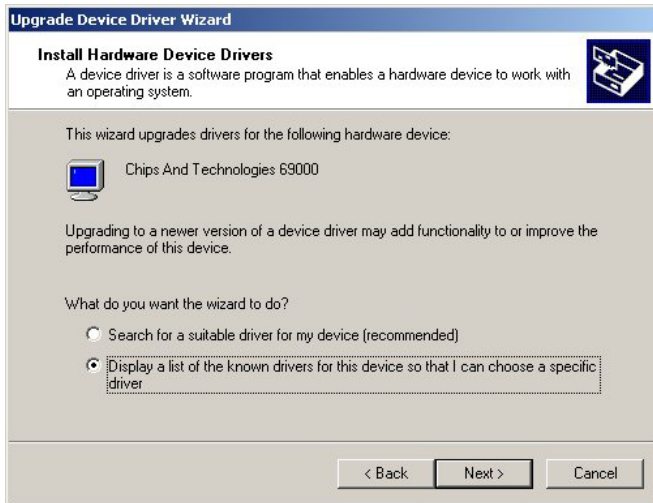 Upgrade Device Driver Wizard
Install Hardware Device Drivers
A device driver is a software program that enables a hardware device to work with
an operating system.
This wizard upgrades drivers for the following hardware device:
Chips And Technologies 69000
Upgrading to a newer version of a device driver may add functionality to or improve the
performance of this device.
What do you want the wizard to do?
Search for a suitable driver for my device (recommended)
Display a list of the known drivers for this device so that I can choose a specific
driver
< Back
Next >
Cancel